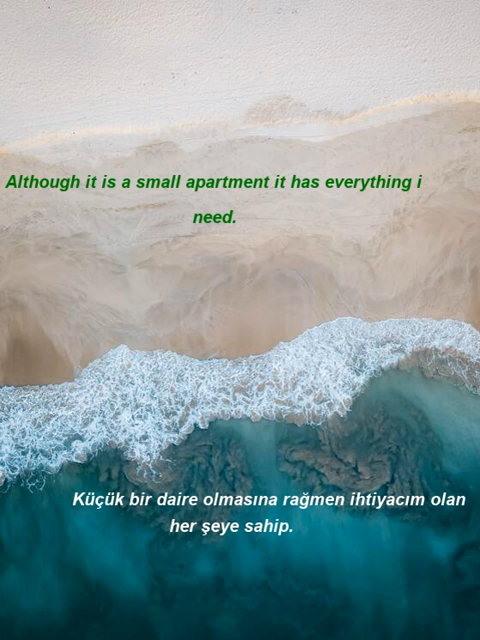 Although it is a small apartment it has everything i
need.
Küçük bir daire olmasına rağmen ihtiyacım olan
her şeye sahip.